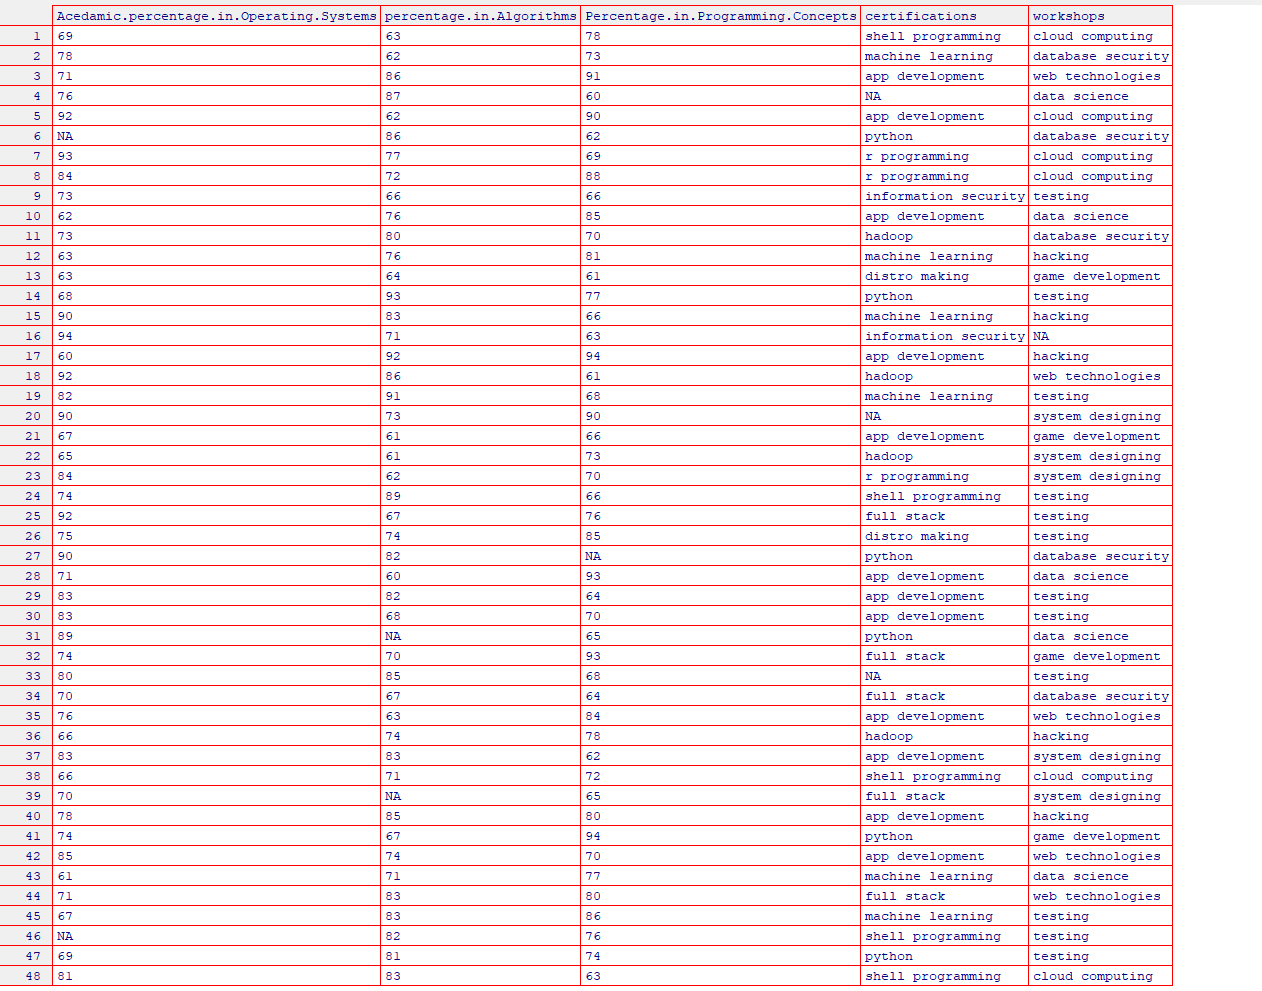 Acedamic.percentage.in.Operating.Systems percentage.in.Algorithms Percentage.in.Programming.Concepts certifications workshops
1 69 63 78 shell programming cloud computing
2 78 62 73 machine learning database security
3 71 86 91 app development web technologies
4 76 87 60 NA data science
5 92 62 90 app development cloud computing
6 NA 86 62 python database security
7 93 77 69 r programming cloud computing
8 84 72 88 r programming cloud computing
9 73 66 66 information security testing
10 62 76 85 app development data science
11 73 80 70 hadoop database security
12 63 76 81 machine learning hacking
13 63 64 61 distro making game development
14 68 93 77 python testing
15 90 83 66 machine learning hacking
16 94 71 63 information security NA
17 60 92 94 app development hacking
18 92 86 61 hadoop web technologies
19 82 91 68 machine learning testing
20 90 73 90 NA system designing
21 67 61 66 app development game development
22 65 61 73 hadoop system designing
23 84 62 70 r programming system designing
24 74 89 66 shell programming testing
25 92 67 76 full stack testing
26 75 74 85 distro making testing
27 90 82 NA python database security
28 71 60 93 app development data science
29 83 82 64 app development testing
30 83 68 70 app development testing
31 89 NA 65 python data science
32 74 70 93 full stack game development
33 80 85 68 NA testing
34 70 67 64 full stack database security
35 76 63 84 app development web technologies
36 66 74 78 hadoop hacking
37 83 83 62 app development system designing
38 66 71 72 shell programming cloud computing
39 70 NA 65 full stack system designing
40 78 85 80 app development hacking
41 74 67 94 python game development
42 85 74 70 app development web technologies
43 61 71 77 machine learning data science
44 71 83 80 full stack web technologies
45 67 83 86 machine learning testing
46 NA 82 76 shell programming testing
47 69 81 74 python testing
48 81 83 63 shell programming cloud computing